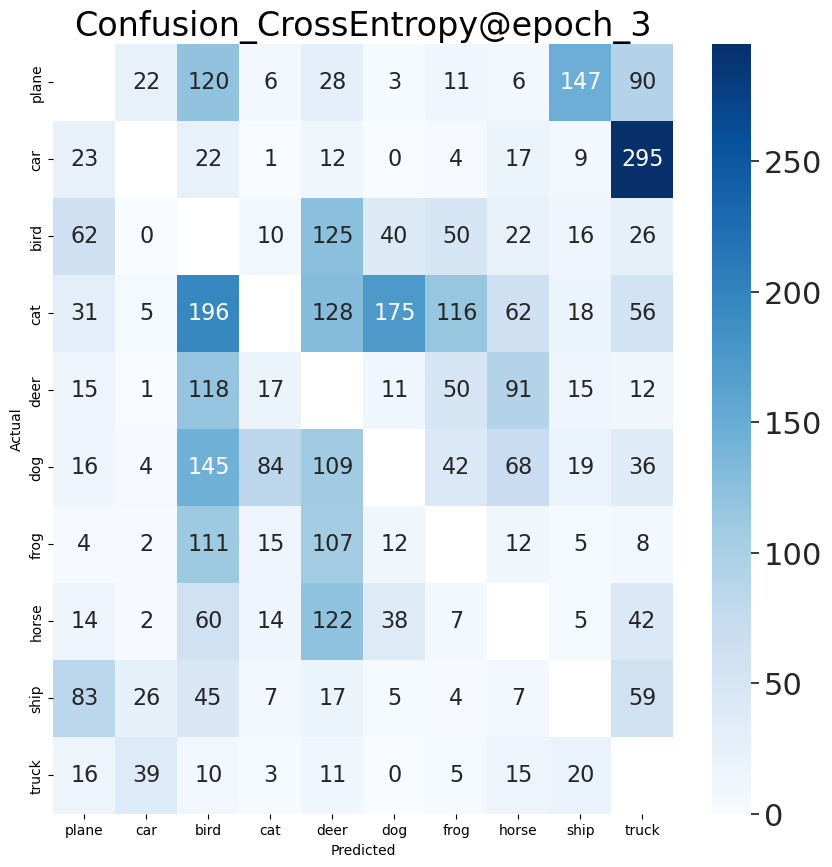 Confusion_CrossEntropy@epoch_3
plane 22 120 6 28 3 11 6 147 90
car 23 22 1 12 0 4 17 9 295
bird 62 0 10 125 40 50 22 16 26
cat 31 5 196 128 175 116 62 18 56
deer 15 1 118 17 11 50 91 15 12
dog 16 4 145 84 109 42 68 19 36
frog 4 2 111 15 107 12 12 5 8
horse 14 2 60 14 122 38 7 5 42
ship 83 26 45 7 17 5 4 7 59
truck 16 39 10 3 11 0 5 15 20
plane car bird cat deer dog frog horse ship truck
Predicted
Actual
250
200
150
100
50
0